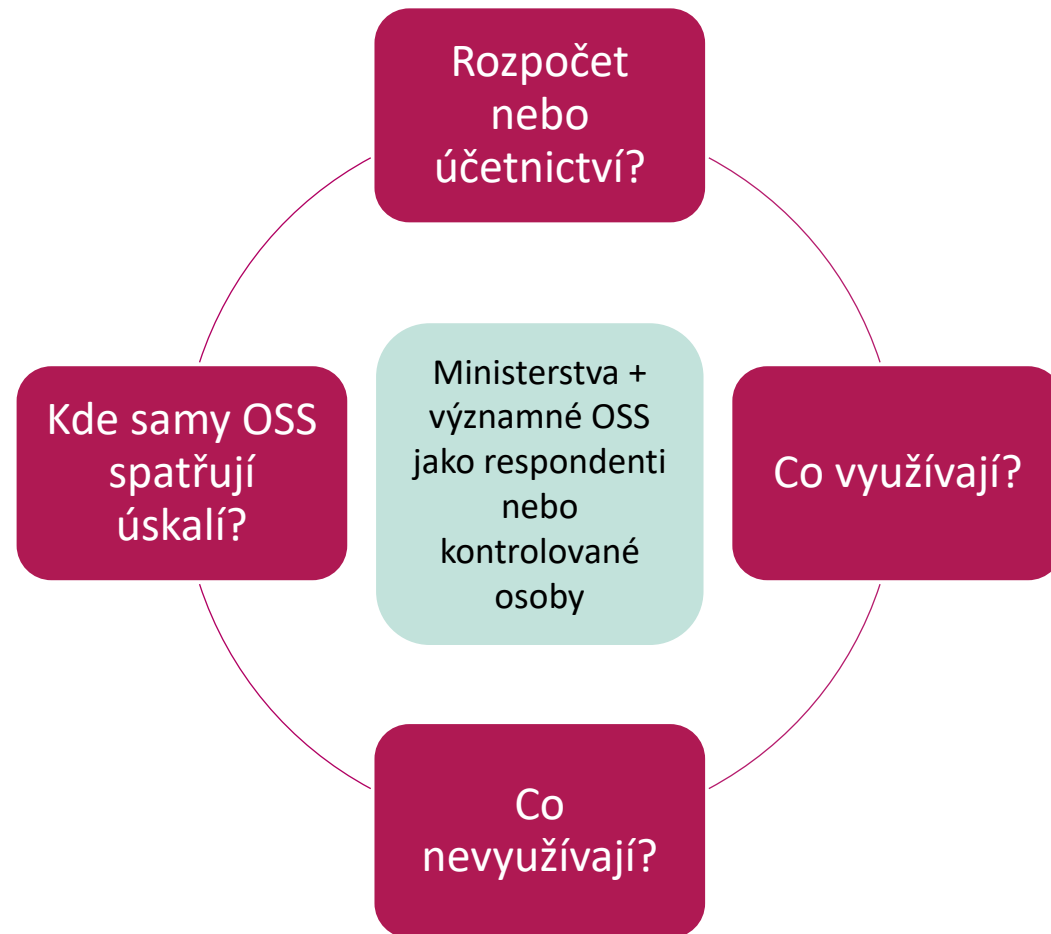 Rozpočet
nebo
účetnictví?
Kde samy OSS
spatřují
úskalí?
Ministerstva +
významné OSS
jako respondenti
nebo
kontrolované
osoby
Co využívají?
Co
nevyužívají?